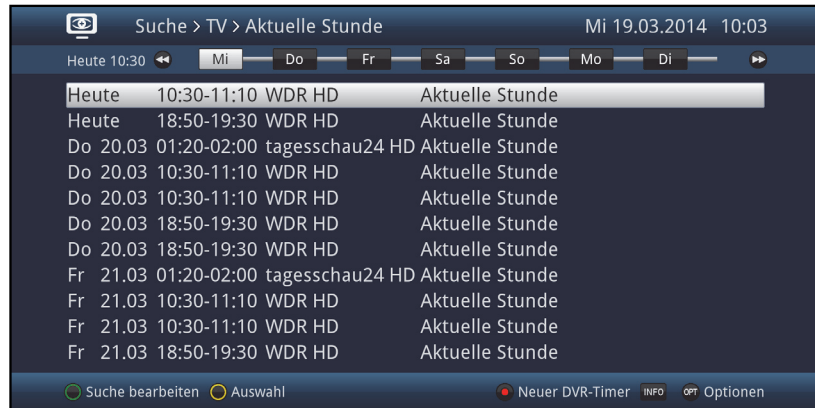 Suche > TV > Aktuelle Stunde Mi 19.03.2014 10:03
Heute 10:30 Mi Do Fr Sa So Mo Di
Heute 10:30-11:10 WDR HD Aktuelle Stunde
Heute 18:50-19:30 WDR HD Aktuelle Stunde
Do 20.03 01:20-02:00 tagesschau24 HD Aktuelle Stunde
Do 20.03 10:30-11:10 WDR HD Aktuelle Stunde
Do 20.03 10:30-11:10 WDR HD Aktuelle Stunde
Do 20.03 18:50-19:30 WDR HD Aktuelle Stunde
Do 20.03 18:50-19:30 WDR HD Aktuelle Stunde
Fr 21.03 01:20-02:00 tagesschau24 HD Aktuelle Stunde
Fr 21.03 10:30-11:10 WDR HD Aktuelle Stunde
Fr 21.03 10:30-11:10 WDR HD Aktuelle Stunde
Fr 21.03 18:50-19:30 WDR HD Aktuelle Stunde
Suche bearbeiten Auswahl Neuer DVR-Timer INFO OPT Optionen